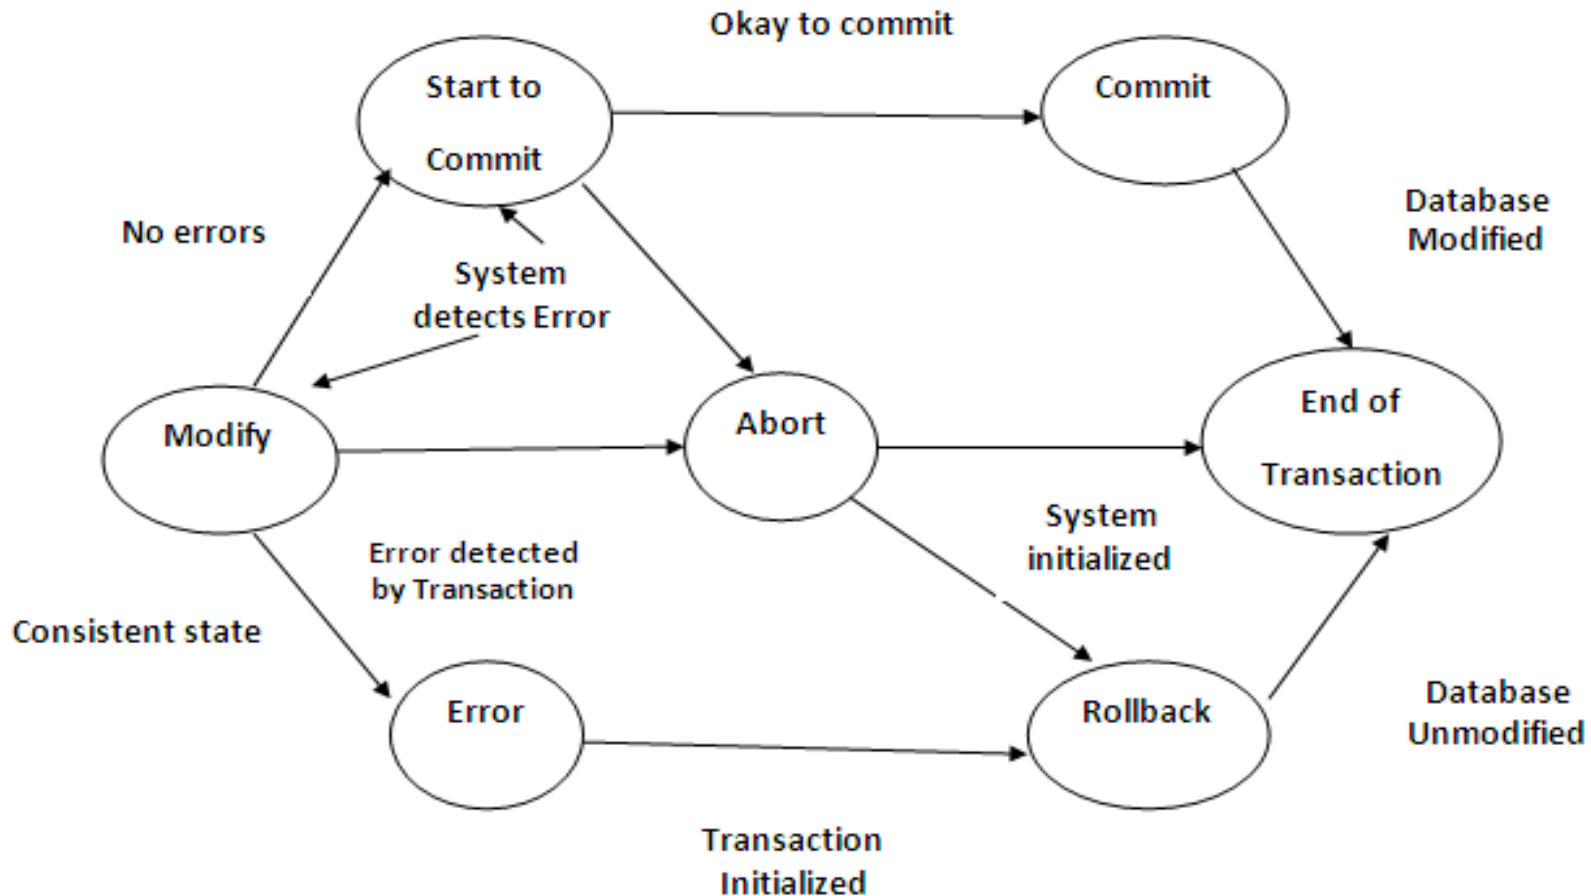 Okay to commit
Start to
Commit
Commit
Database
Modified
No errors
System
detects Error
Modify
Abort
End of
Transaction
System
initialized
Error detected
by Transaction
Consistent state
Error
Rollback
Database
Unmodified
Transaction
Initialized